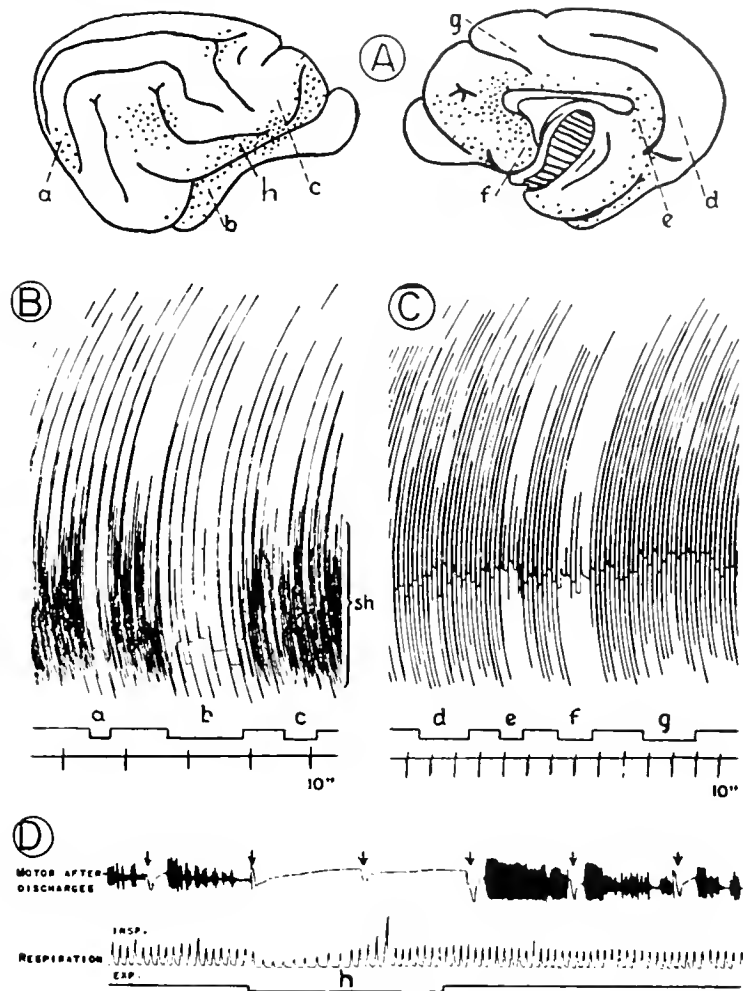 A
g
a
b
h
c
f
e
d
B
C
sh
a b c
d e f g
10"
10"
D
MOTOR AFTER
DISCHARGES
INSP.
RESPIRATION
EXP.
h